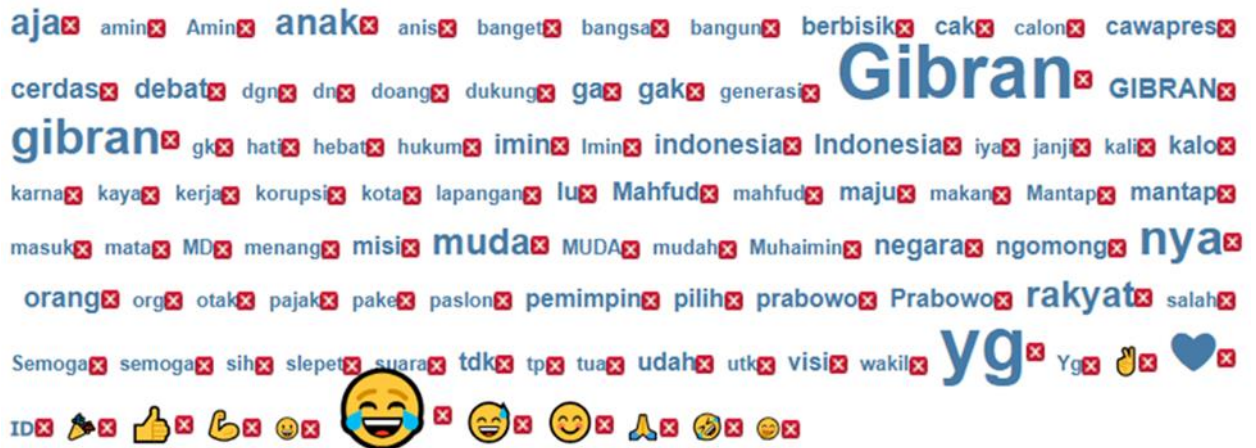 aja amin Amin anak anis banget bangsa bangun berbisik cak calon cawapres
cerdas debat dgn dn doang dukung ga gak generasi Gibran GIBRAN
gibran gk hati hebat hukum imin Imin indonesia Indonesia iya janji kali kalo
karna kaya kerja korupsi kota lapangan lu Mahfud mahfud maju makan Mantap mantap
masuk mata MD menang misi muda MUDA mudah Muhaimin negara ngomong nya
orang org otak pajak pake paslon pemimpin pilih prabowo Prabowo rakyat salah
Semoga semoga sih slepet suara tdk tp tua udah utk visi wakil yg Yg ✌ ♥
ID 🎉 👍 💪 😀 😂 😅 😊 🙏 🤣 😄